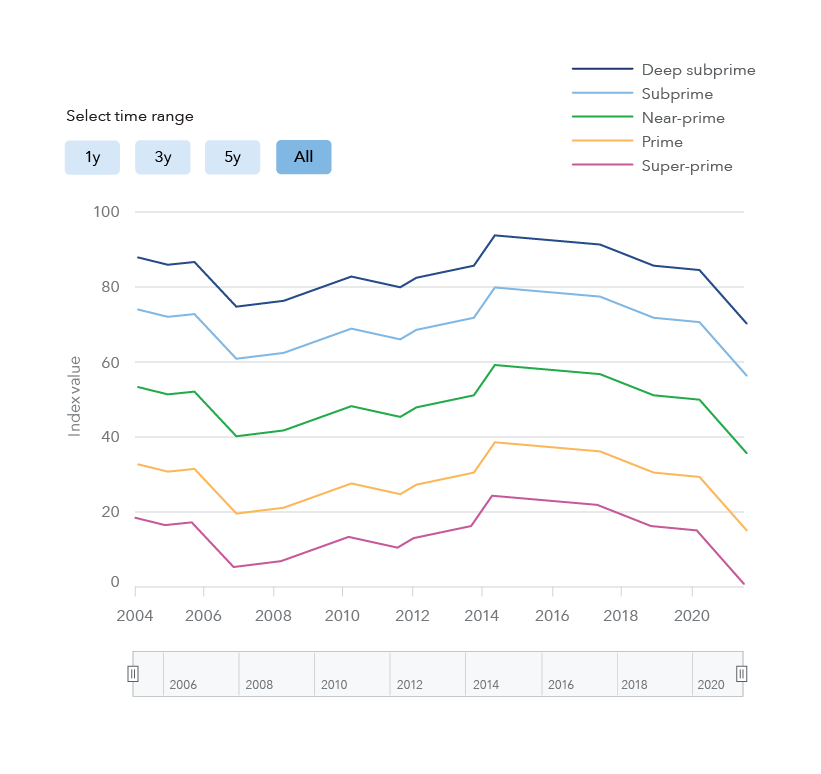 Deep subprime
Subprime
Near-prime
Prime
Super-prime
Select time range
1y 3y 5y All
100
80
60
40
20
0
Index value
2004 2006 2008 2010 2012 2014 2016 2018 2020
2006 2008 2010 2012 2014 2016 2018 2020